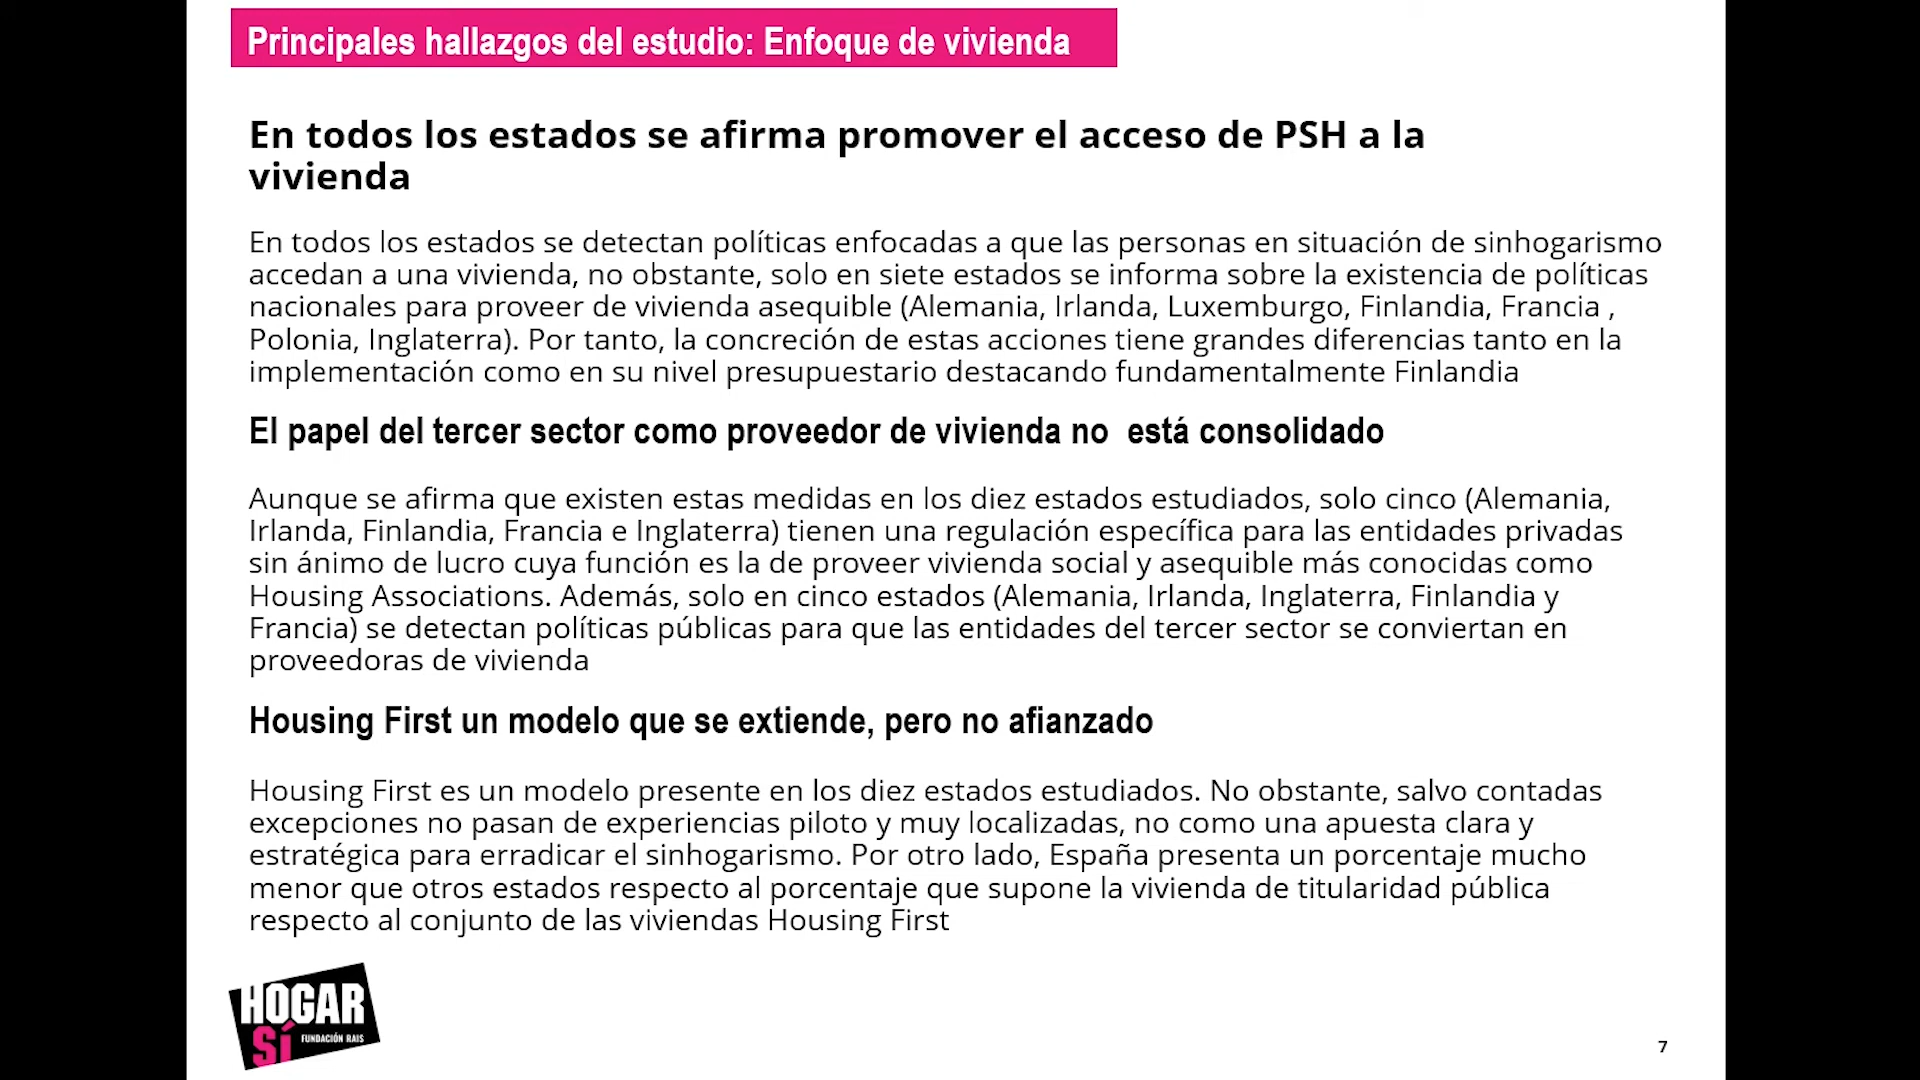 Principales hallazgos del estudio: Enfoque de vivienda
En todos los estados se afirma promover el acceso de PSH a la
vivienda
En todos los estados se detectan políticas enfocadas a que las personas en situación de sinhogarismo
accedan a una vivienda, no obstante, solo en siete estados se informa sobre la existencia de políticas
nacionales para proveer de vivienda asequible (Alemania, Irlanda, Luxemburgo, Finlandia, Francia ,
Polonia, Inglaterra). Por tanto, la concreción de estas acciones tiene grandes diferencias tanto en la
implementación como en su nivel presupuestario destacando fundamentalmente Finlandia
El papel del tercer sector como proveedor de vivienda no  está consolidado
Aunque se afirma que existen estas medidas en los diez estados estudiados, solo cinco (Alemania,
Irlanda, Finlandia, Francia e Inglaterra) tienen una regulación específica para las entidades privadas
sin ánimo de lucro cuya función es la de proveer vivienda social y asequible más conocidas como
Housing Associations. Además, solo en cinco estados (Alemania, Irlanda, Inglaterra, Finlandia y
Francia) se detectan políticas públicas para que las entidades del tercer sector se conviertan en
proveedoras de vivienda
Housing First un modelo que se extiende, pero no afianzado
Housing First es un modelo presente en los diez estados estudiados. No obstante, salvo contadas
excepciones no pasan de experiencias piloto y muy localizadas, no como una apuesta clara y
estratégica para erradicar el sinhogarismo. Por otro lado, España presenta un porcentaje mucho
menor que otros estados respecto al porcentaje que supone la vivienda de titularidad pública
respecto al conjunto de las viviendas Housing First
HOGAR
SÍ FUNDACIÓN RAIS
7